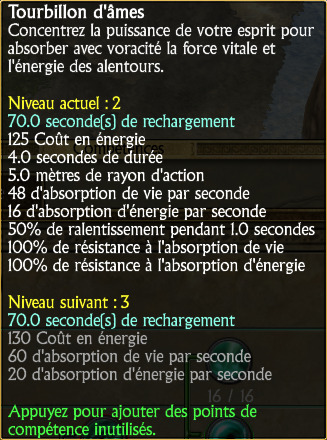 Tourbillon d'âmes
Concentrez la puissance de votre esprit pour
absorber avec voracité la force vitale et
l'énergie des alentours.
Niveau actuel : 2
70.0 seconde(s) de rechargement
125 Coût en énergie
4.0 secondes de durée
5.0 mètres de rayon d'action
48 d'absorption de vie par seconde
16 d'absorption d'énergie par seconde
50% de ralentissement pendant 1.0 secondes
100% de résistance à l'absorption de vie
100% de résistance à l'absorption d'énergie
Niveau suivant : 3
70.0 seconde(s) de rechargement
130 Coût en énergie
60 d'absorption de vie par seconde
20 d'absorption d'énergie par seconde
16 / 16
Appuyez pour ajouter des points de
compétence inutilisés.